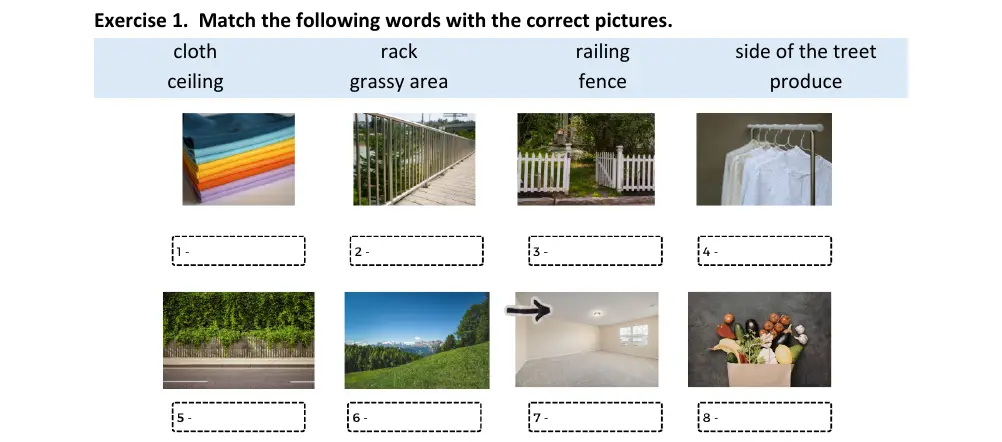 Exercise 1. Match the following words with the correct pictures.
cloth rack railing side of the treet
ceiling grassy area fence produce
1 - 2 - 3 - 4 -
5 - 6 - 7 - 8 -